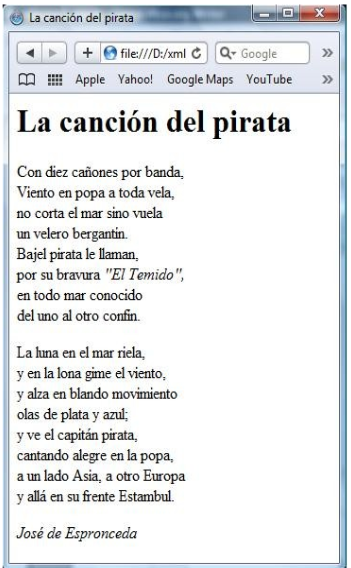 La canción del pirata
file:///D:/xml
Google
Apple Yahoo! Google Maps YouTube
La canción del pirata
Con diez cañones por banda,
Viento en popa a toda vela,
no corta el mar sino vuela
un velero bergantin.
Bajel pirata le llaman,
por su bravura "El Temido",
en todo mar conocido
del uno al otro confin.
La luna en el mar riela,
y en la lona gime el viento,
y alza en blando movimiento
olas de plata y azul;
y ve el capitán pirata,
cantando alegre en la popa,
a un lado Asia, a otro Europa
y allá en su frente Estambul.
José de Espronceda